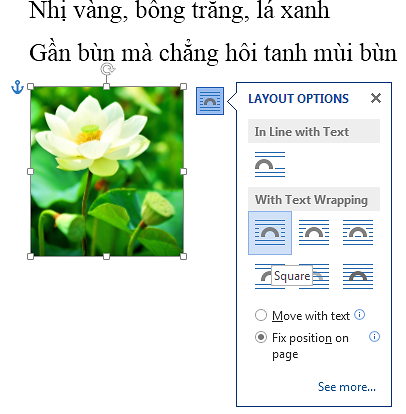 Nhị vàng, bông trắng, lá xanh
Gần bùn mà chẳng hôi tanh mùi bùn
LAYOUT OPTIONS
In Line with Text
With Text Wrapping
Square
Move with text
Fix position on
page
See more...